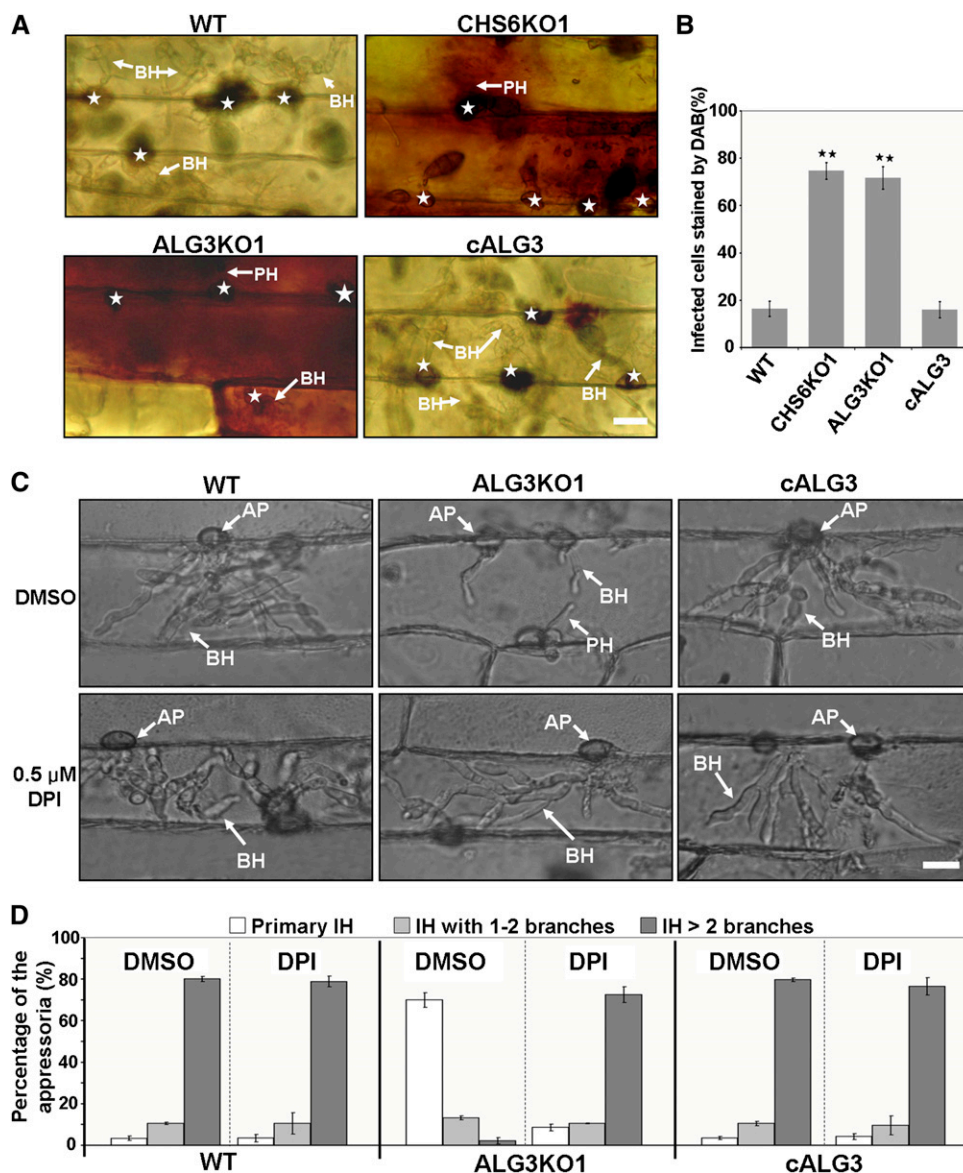 A
WT
CHS6KO1
BH
BH
BH
PH
ALG3KO1
cALG3
PH
BH
BH
BH
BH
B
Infected cells stained by DAB(%)
100
80
60
40
20
0
★★
★★
WT
CHS6KO1
ALG3KO1
cALG3
C
WT
ALG3KO1
cALG3
DMSO
AP
BH
AP
BH
PH
AP
BH
0.5 µM
DPI
AP
BH
AP
BH
AP
BH
D
Primary IH
IH with 1-2 branches
IH > 2 branches
Percentage of the
appressoria (%)
100
80
60
40
20
0
DMSO
DPI
DMSO
DPI
DMSO
DPI
WT
ALG3KO1
cALG3